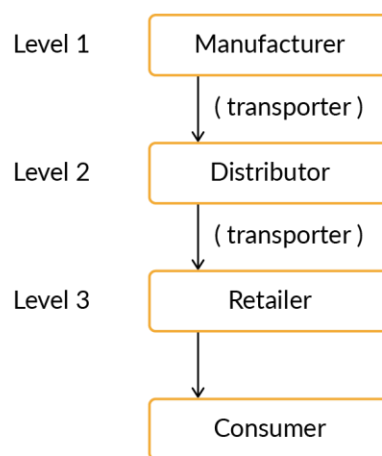 Level 1 Manufacturer
( transporter )
Level 2 Distributor
( transporter )
Level 3 Retailer
Consumer